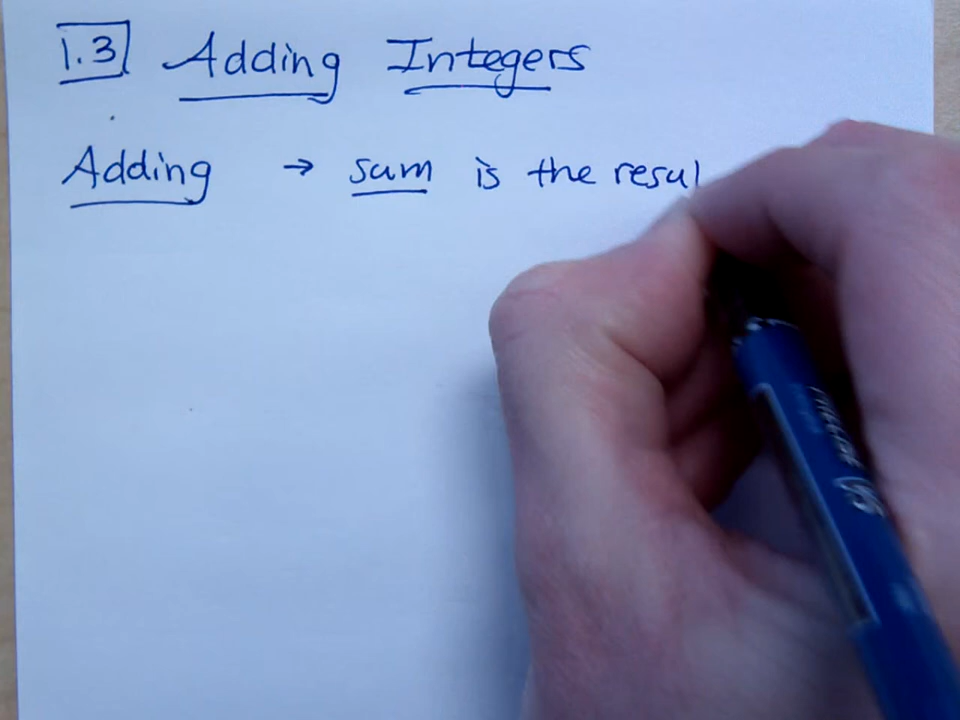 1.3 Adding Integers
Adding → sum is the resul